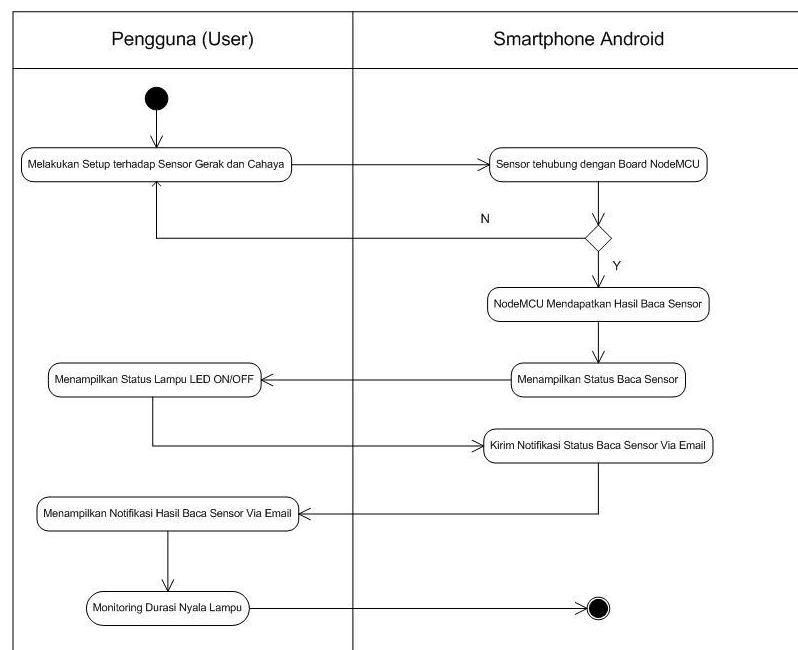 Pengguna (User)
Smartphone Android
Melakukan Setup terhadap Sensor Gerak dan Cahaya
Sensor tehubung dengan Board NodeMCU
N
Y
NodeMCU Mendapatkan Hasil Baca Sensor
Menampilkan Status Lampu LED ON/OFF
Menampilkan Status Baca Sensor
Kirim Notifikasi Status Baca Sensor Via Email
Menampilkan Notifikasi Hasil Baca Sensor Via Email
Monitoring Durasi Nyala Lampu